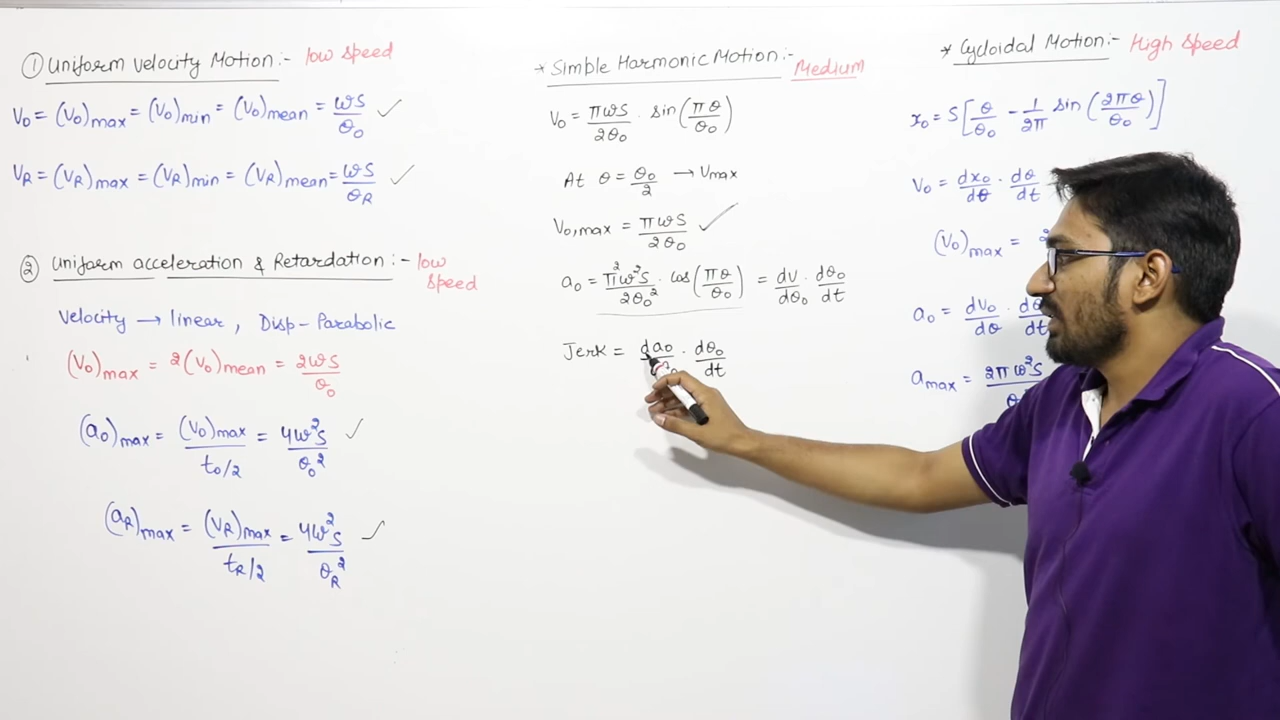 ① Uniform Velocity Motion:- low speed
V₀ = (V₀)max = (V₀)min = (V₀)mean = ωS/θ₀ ✓
VR = (VR)max = (VR)min = (VR)mean = ωS/θR ✓
② Uniform acceleration & Retardation:- low speed
Velocity → linear, Disp-Parabolic
(V₀)max = 2(V₀)mean = 2ωS/θ₀
(a₀)max = (V₀)max/(t₀/2) = 4ω²S/θ₀² ✓
(aR)max = (VR)max/(tR/2) = 4ω²S/θR² ✓
* Simble Harmonic Motion:- Medium
V₀ = πωS/2θ₀ · sin(πθ/θ₀)
At θ = θ₀/2 → Vmax
V₀,max = πωS/2θ₀ ✓
a₀ = π²ω²S/2θ₀² · cos(πθ/θ₀) = dv/dθ₀ · dθ₀/dt
Jerk = da₀/ · dθ₀/dt
* Cycloidal Motion:- High Speed
x₀ = S[θ/θ₀ - 1/2π sin(2πθ/θ₀)]
V₀ = dx₀/dθ · dθ/dt
(V₀)max = 2
a₀ = dV₀/dθ · dθ/dt
amax = 2πω²S/θ